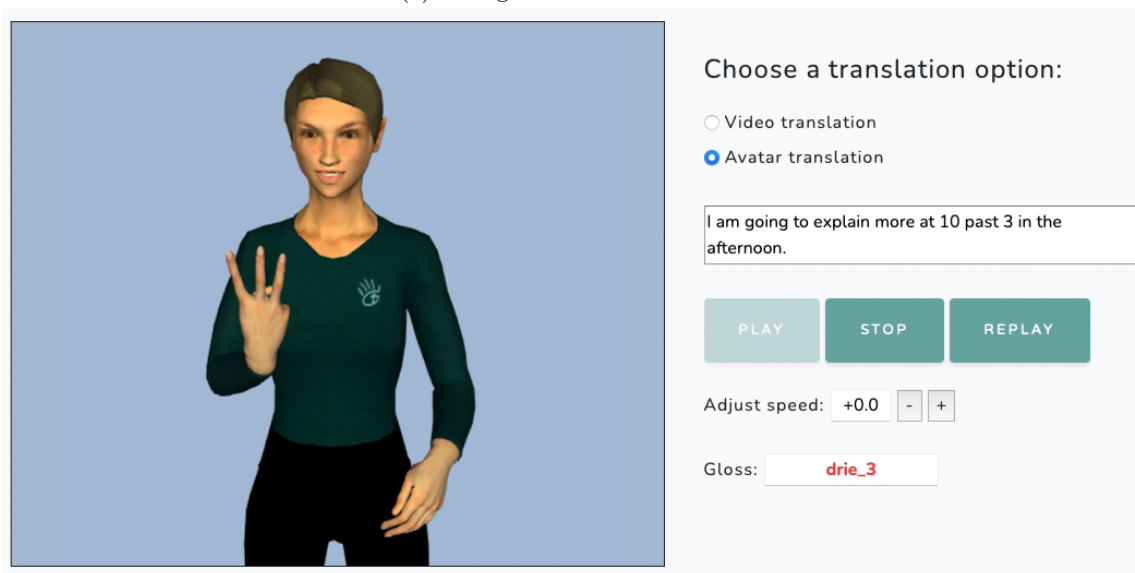 Choose a translation option:
Video translation
Avatar translation
I am going to explain more at 10 past 3 in the
afternoon.
PLAY STOP REPLAY
Adjust speed: +0.0 - +
Gloss: drie_3